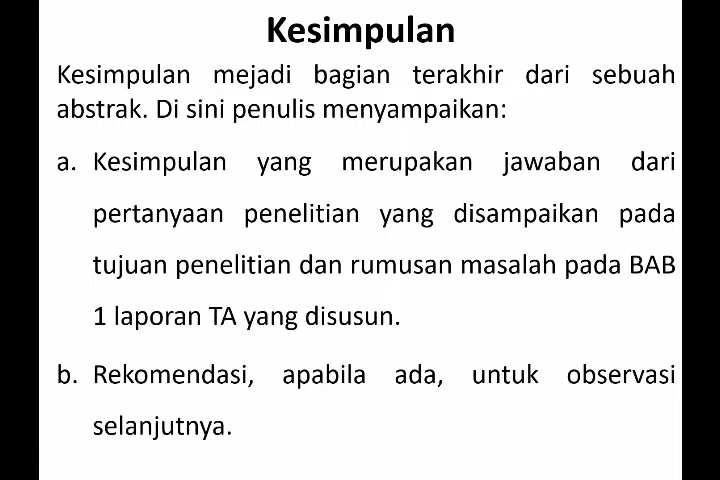 Kesimpulan
Kesimpulan mejadi bagian terakhir dari sebuah
abstrak. Di sini penulis menyampaikan:
a. Kesimpulan yang merupakan jawaban dari
pertanyaan penelitian yang disampaikan pada
tujuan penelitian dan rumusan masalah pada BAB
1 laporan TA yang disusun.
b. Rekomendasi, apabila ada, untuk observasi
selanjutnya.